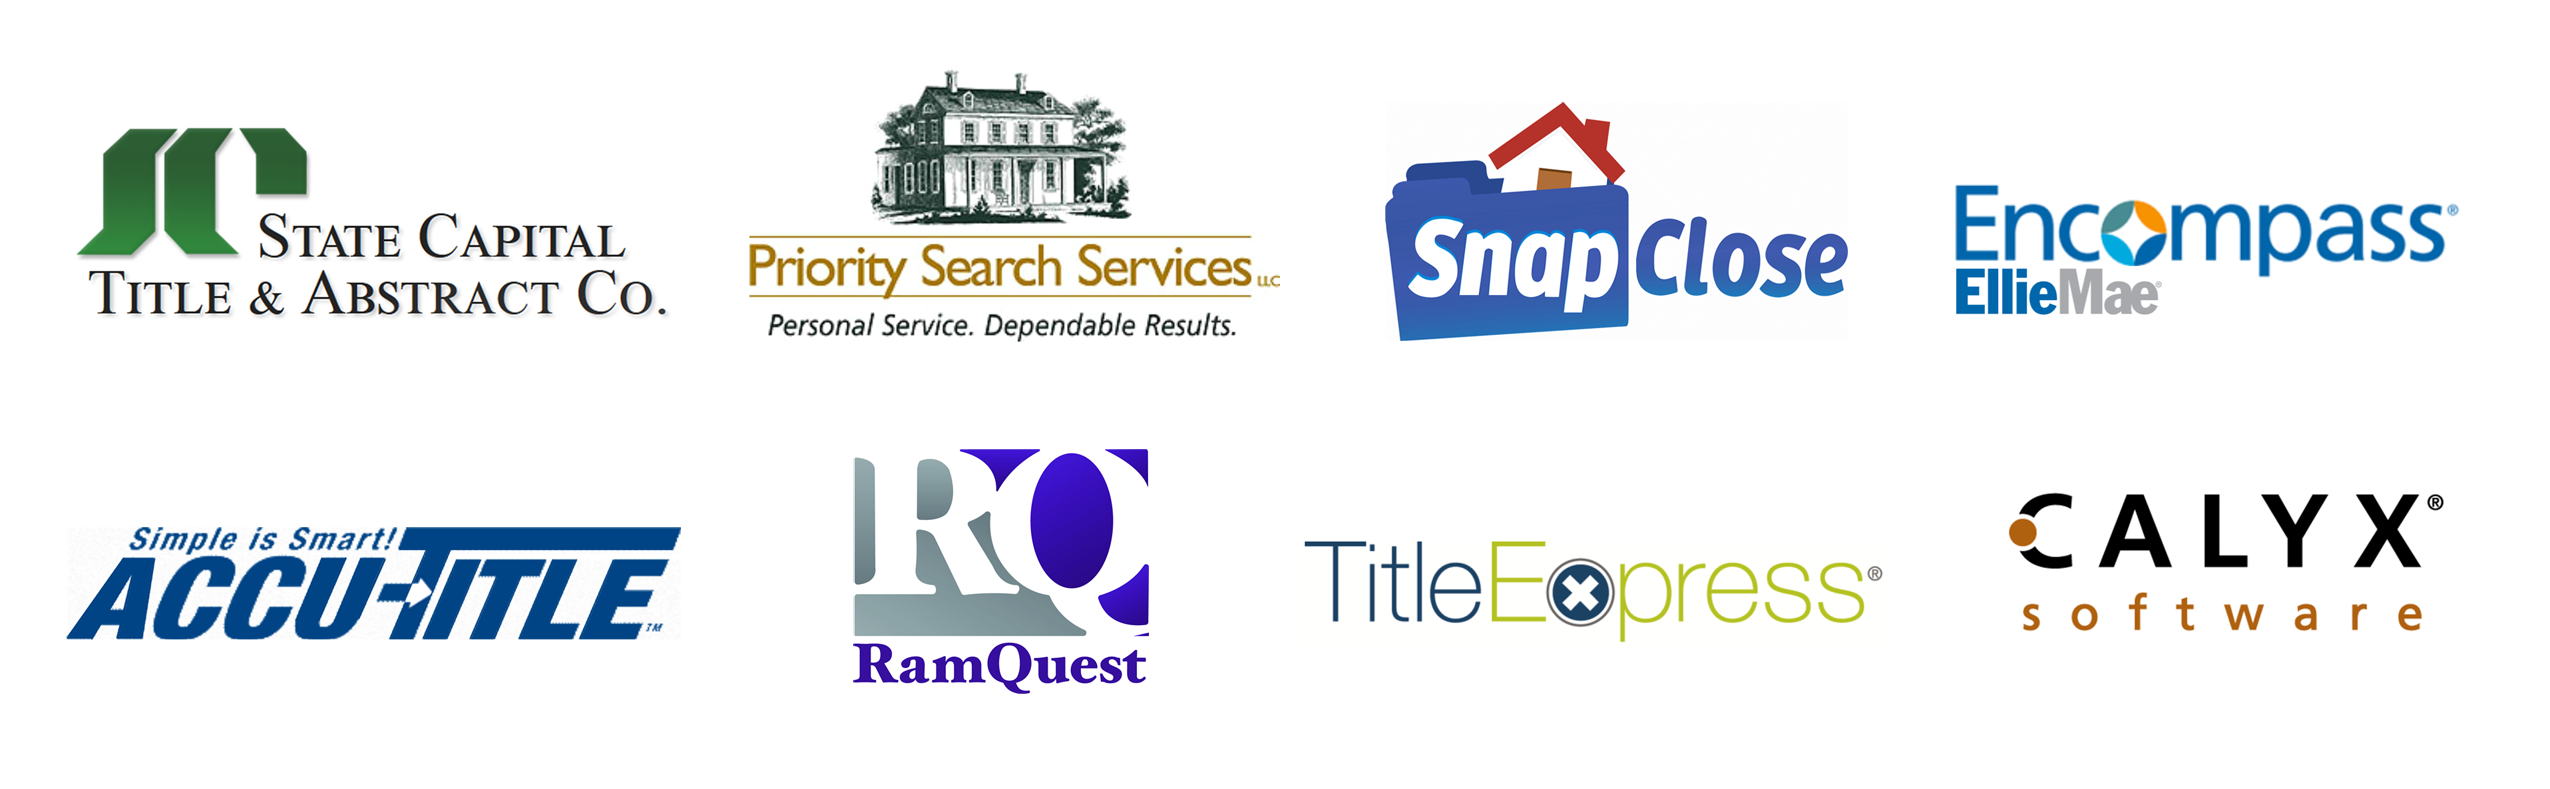 STATE CAPITAL
TITLE & ABSTRACT CO.
Priority Search Services LLC
Personal Service. Dependable Results.
Snap Close
Encompass®
EllieMae®
Simple is Smart!
ACCU-TITLE™
RQ
RamQuest
TitleExpress®
CALYX®
software